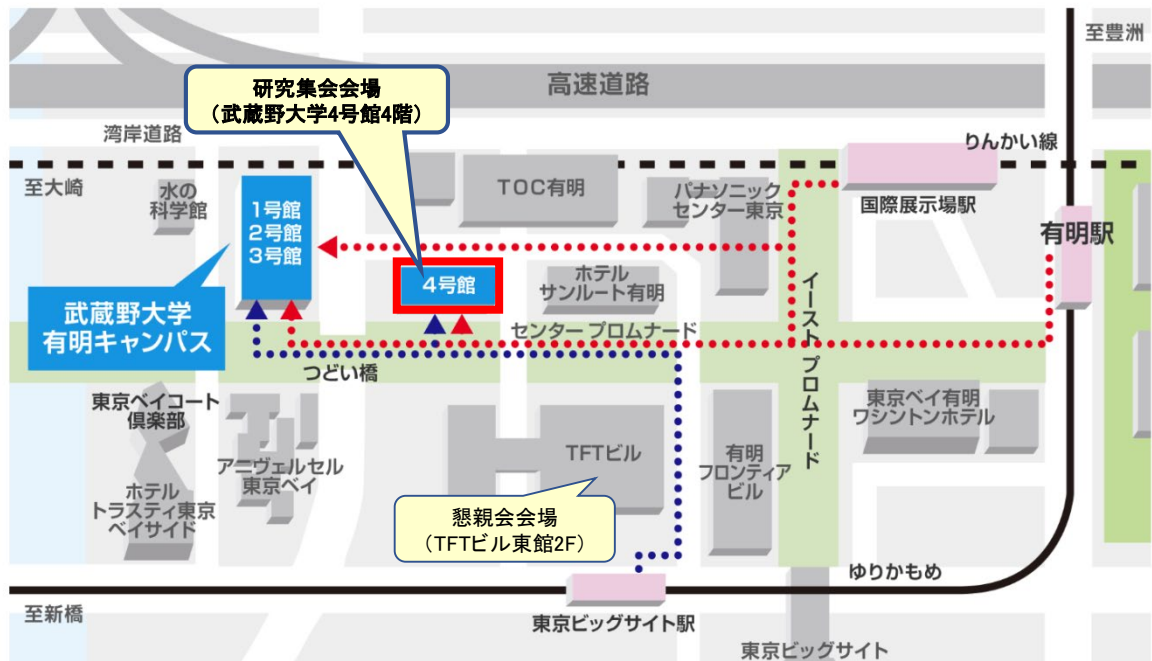 至豊洲
高速道路
研究集会会場
（武蔵野大学4号館4階）
湾岸道路
りんかい線
至大崎
水の
科学館
1号館
2号館
3号館
TOC有明
パナソニック
センター東京
国際展示場駅
有明駅
4号館
ホテル
サンルート有明
武蔵野大学
有明キャンパス
センター プロムナード
イースト プロムナード
つどい橋
東京ベイコート
倶楽部
アニヴェルセル
東京ベイ
TFTビル
有明
フロンティア
ビル
東京ベイ有明
ワシントンホテル
ホテル
トラスティ東京
ベイサイド
懇親会会場
（TFTビル東館2F）
ゆりかもめ
至新橋
東京ビッグサイト駅
東京ビッグサイト